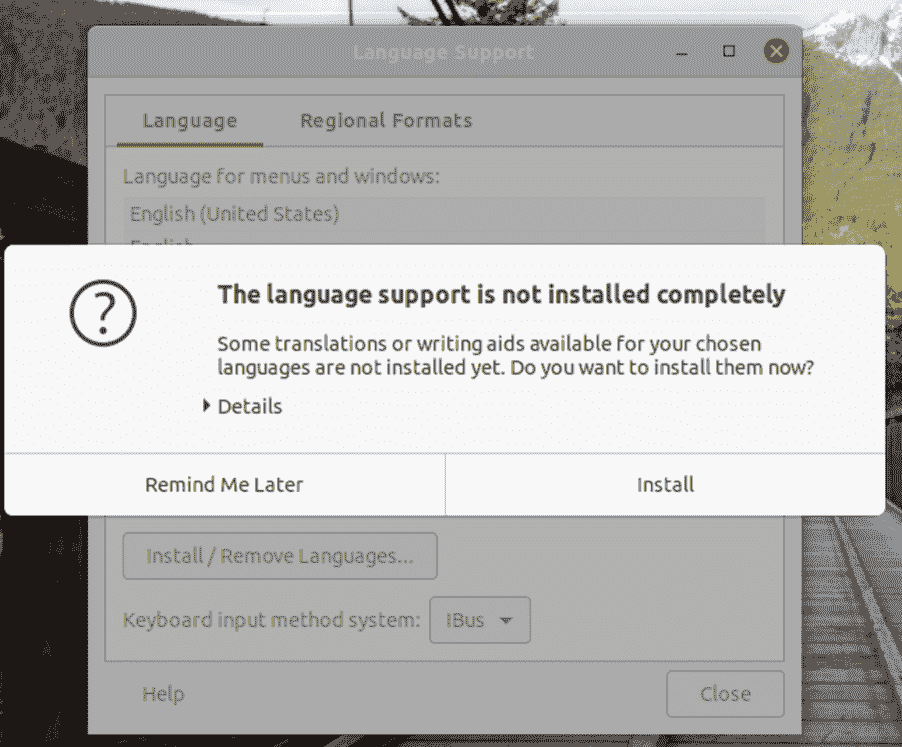 Language Support
Language Regional Formats
Language for menus and windows:
English (United States)
English
The language support is not installed completely
Some translations or writing aids available for your chosen
languages are not installed yet. Do you want to install them now?
Details
Remind Me Later Install
Install / Remove Languages...
Keyboard input method system: IBus
Help Close